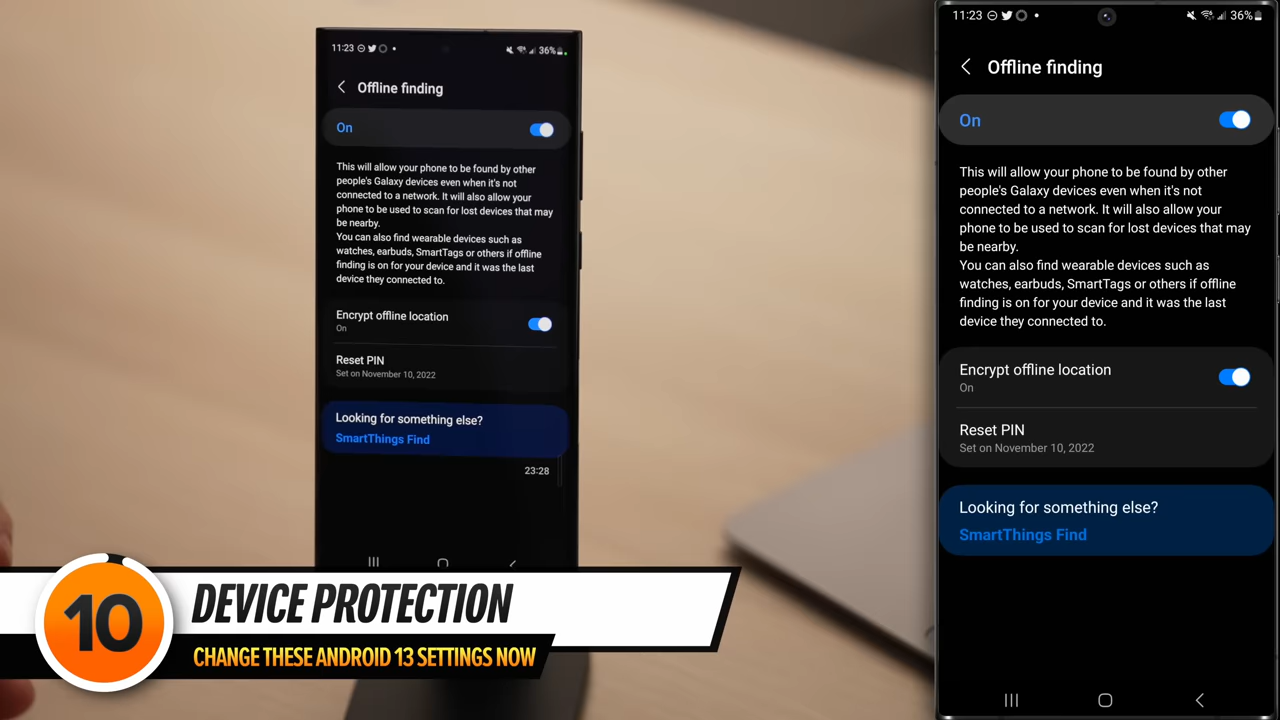 11:23
36%
Offline finding
On
This will allow your phone to be found by other
people's Galaxy devices even when it's not
connected to a network. It will also allow your
phone to be used to scan for lost devices that may
be nearby.
You can also find wearable devices such as
watches, earbuds, SmartTags or others if offline
finding is on for your device and it was the last
device they connected to.
Encrypt offline location
On
Reset PIN
Set on November 10, 2022
Looking for something else?
SmartThings Find
23:28
10
DEVICE PROTECTION
CHANGE THESE ANDROID 13 SETTINGS NOW
11:23
36%
Offline finding
On
This will allow your phone to be found by other
people's Galaxy devices even when it's not
connected to a network. It will also allow your
phone to be used to scan for lost devices that may
be nearby.
You can also find wearable devices such as
watches, earbuds, SmartTags or others if offline
finding is on for your device and it was the last
device they connected to.
Encrypt offline location
On
Reset PIN
Set on November 10, 2022
Looking for something else?
SmartThings Find